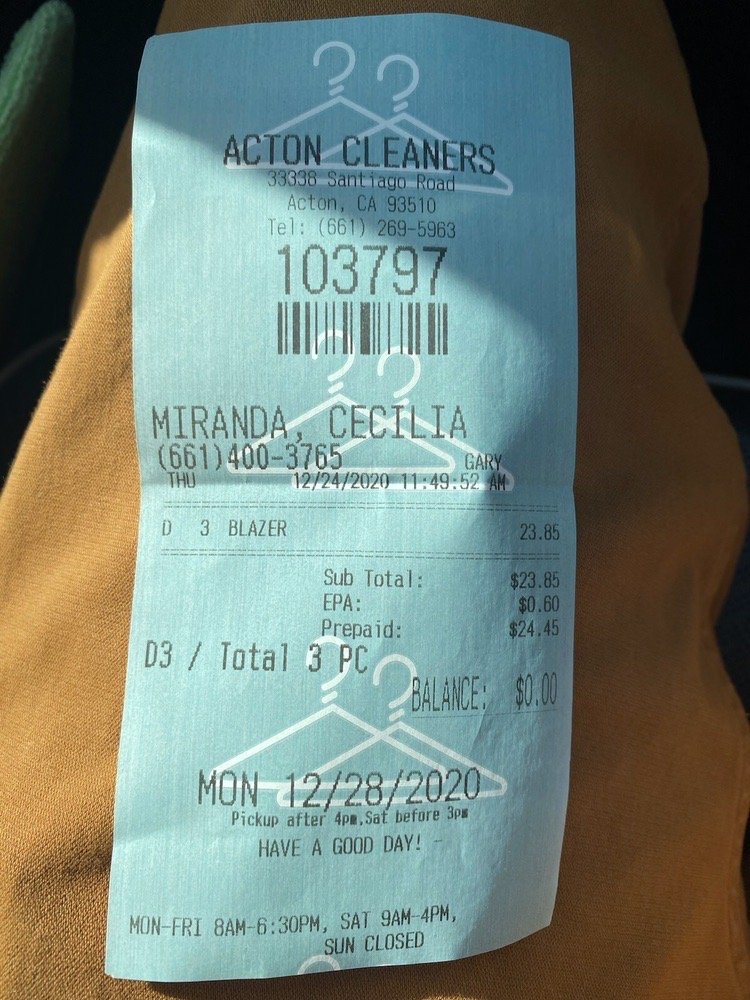 ACTON CLEANERS
33338 Santiago Road
Acton, CA 93510
Tel: (661) 269-5963
103797
MIRANDA, CECILIA
(661)400-3765 GARY
THU 12/24/2020 11:49:52 AM
D 3 BLAZER 23.85
Sub Total: $23.85
EPA: $0.60
Prepaid: $24.45
D3 / Total 3 PC
BALANCE: $0.00
MON 12/28/2020
Pickup after 4pm,Sat before 3pm
HAVE A GOOD DAY!
MON-FRI 8AM-6:30PM, SAT 9AM-4PM,
SUN CLOSED